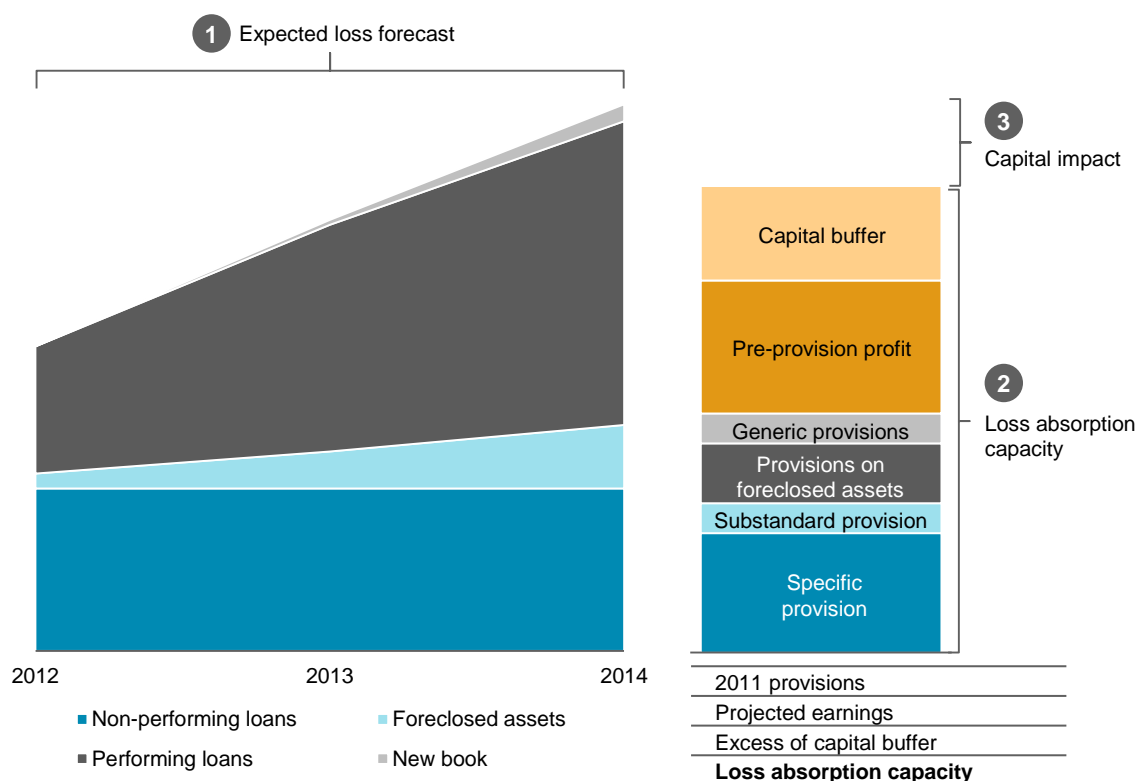 1 Expected loss forecast
3
Capital impact
Capital buffer
Pre-provision profit
2
Loss absorption
capacity
Generic provisions
Provisions on
foreclosed assets
Substandard provision
Specific
provision
2012 2013 2014
Non-performing loans Foreclosed assets
Performing loans New book
2011 provisions
Projected earnings
Excess of capital buffer
Loss absorption capacity